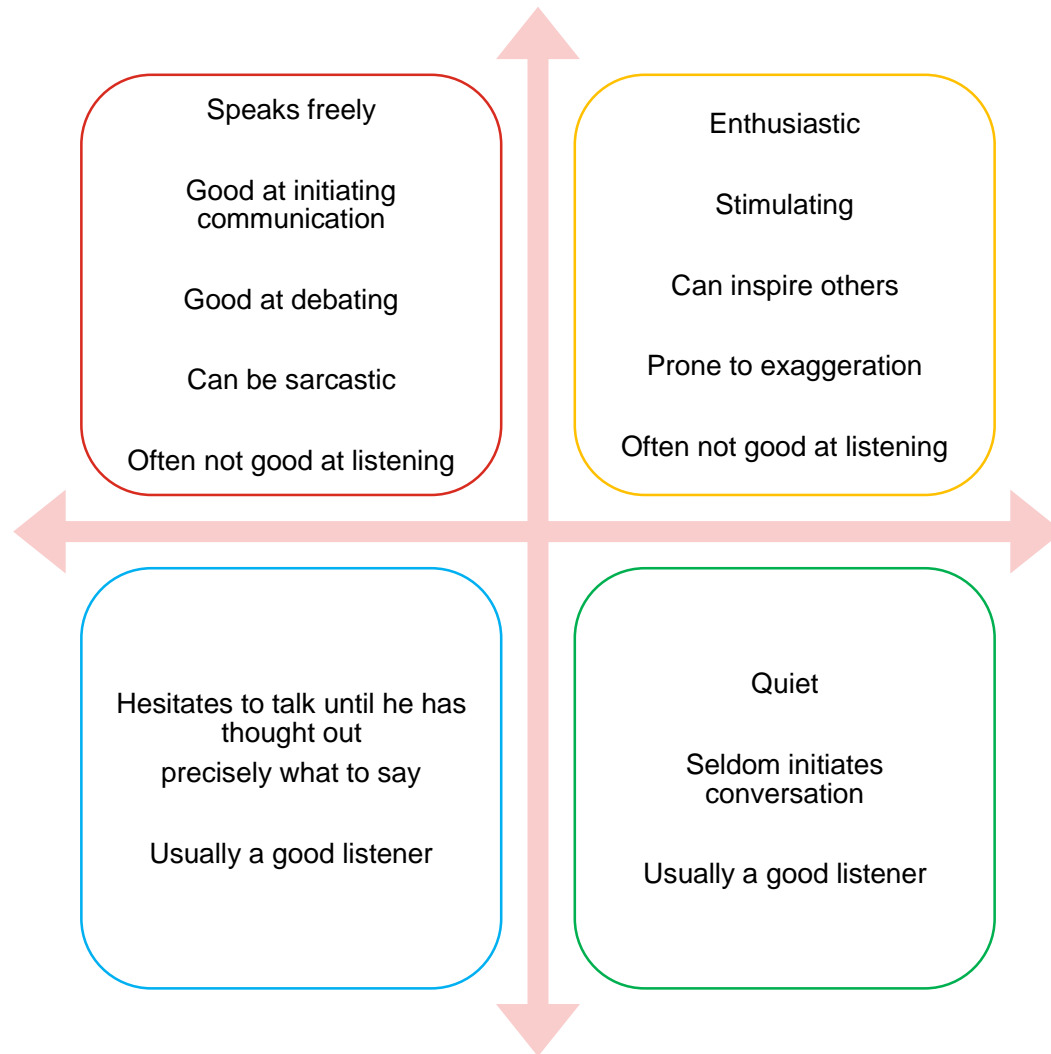 Speaks freely
Good at initiating
communication
Good at debating
Can be sarcastic
Often not good at listening
Enthusiastic
Stimulating
Can inspire others
Prone to exaggeration
Often not good at listening
Hesitates to talk until he has
thought out
precisely what to say
Usually a good listener
Quiet
Seldom initiates
conversation
Usually a good listener